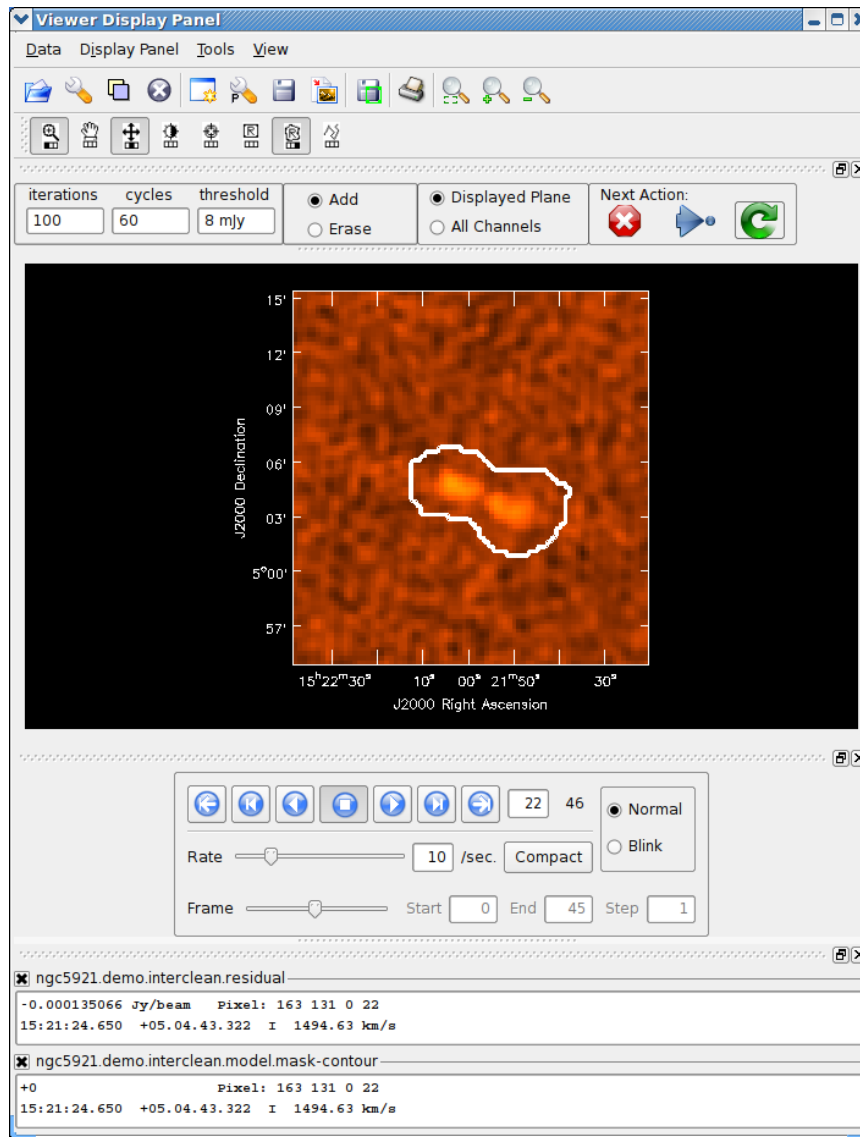 Viewer Display Panel
Data Display Panel Tools View
iterations cycles threshold
100 60 8 mJy
Add
Erase
Displayed Plane
All Channels
Next Action:
15'
12'
09'
06'
03'
5°00'
57'
J2000 Declination
15ʰ22ᵐ30ˢ 10ˢ 00ˢ 21ᵐ50ˢ 30ˢ
J2000 Right Ascension
22 46
Normal
Blink
Rate 10 /sec. Compact
Frame Start 0 End 45 Step 1
ngc5921.demo.interclean.residual
-0.000135066 Jy/beam Pixel: 163 131 0 22
15:21:24.650 +05.04.43.322 I 1494.63 km/s
ngc5921.demo.interclean.model.mask-contour
+0 Pixel: 163 131 0 22
15:21:24.650 +05.04.43.322 I 1494.63 km/s